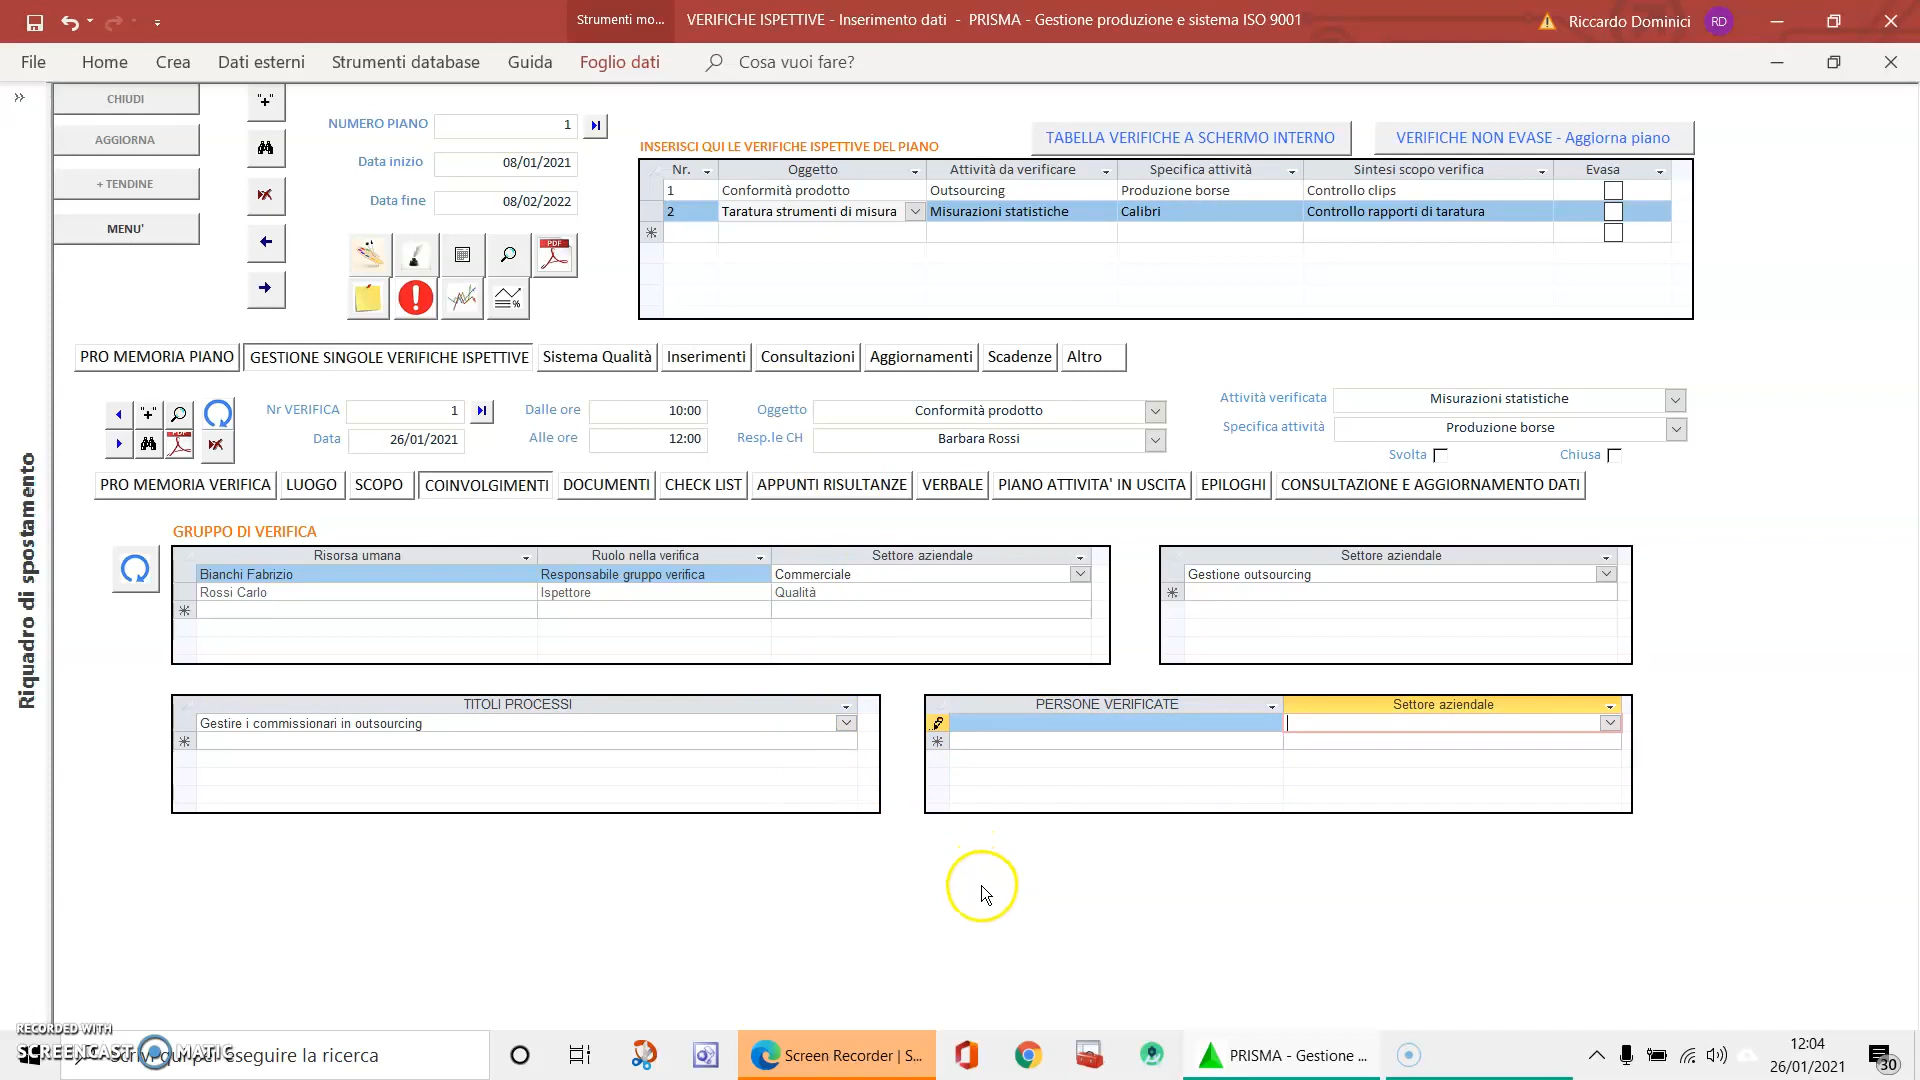 Strumenti mo...
VERIFICHE ISPETTIVE - Inserimento dati - PRISMA - Gestione produzione e sistema ISO 9001
Riccardo Dominici
RD
File
Home
Crea
Dati esterni
Strumenti database
Guida
Foglio dati
Cosa vuoi fare?
CHIUDI
AGGIORNA
+ TENDINE
MENU'
"+"
NUMERO PIANO
1
Data inizio
08/01/2021
Data fine
08/02/2022
PDF
INSERISCI QUI LE VERIFICHE ISPETTIVE DEL PIANO
TABELLA VERIFICHE A SCHERMO INTERNO
VERIFICHE NON EVASE - Aggiorna piano
Nr. Oggetto Attività da verificare Specifica attività Sintesi scopo verifica Evasa
1 Conformità prodotto Outsourcing Produzione borse Controllo clips
2 Taratura strumenti di misura Misurazioni statistiche Calibri Controllo rapporti di taratura
PRO MEMORIA PIANO
GESTIONE SINGOLE VERIFICHE ISPETTIVE
Sistema Qualità
Inserimenti
Consultazioni
Aggiornamenti
Scadenze
Altro
"+"
Nr VERIFICA
1
Data
26/01/2021
Dalle ore
10:00
Alle ore
12:00
Oggetto
Conformità prodotto
Resp.le CH
Barbara Rossi
Attività verificata
Misurazioni statistiche
Specifica attività
Produzione borse
Svolta
Chiusa
PRO MEMORIA VERIFICA
LUOGO
SCOPO
COINVOLGIMENTI
DOCUMENTI
CHECK LIST
APPUNTI RISULTANZE
VERBALE
PIANO ATTIVITA' IN USCITA
EPILOGHI
CONSULTAZIONE E AGGIORNAMENTO DATI
GRUPPO DI VERIFICA
Risorsa umana Ruolo nella verifica Settore aziendale
Bianchi Fabrizio Responsabile gruppo verifica Commerciale
Rossi Carlo Ispettore Qualità
Settore aziendale
Gestione outsourcing
TITOLI PROCESSI
Gestire i commissionari in outsourcing
PERSONE VERIFICATE Settore aziendale
Riquadro di spostamento
RECORDED WITH
SCREENCAST MATIC
Scrivi qui per eseguire la ricerca
Screen Recorder | S...
PRISMA - Gestione ...
12:04
26/01/2021
30